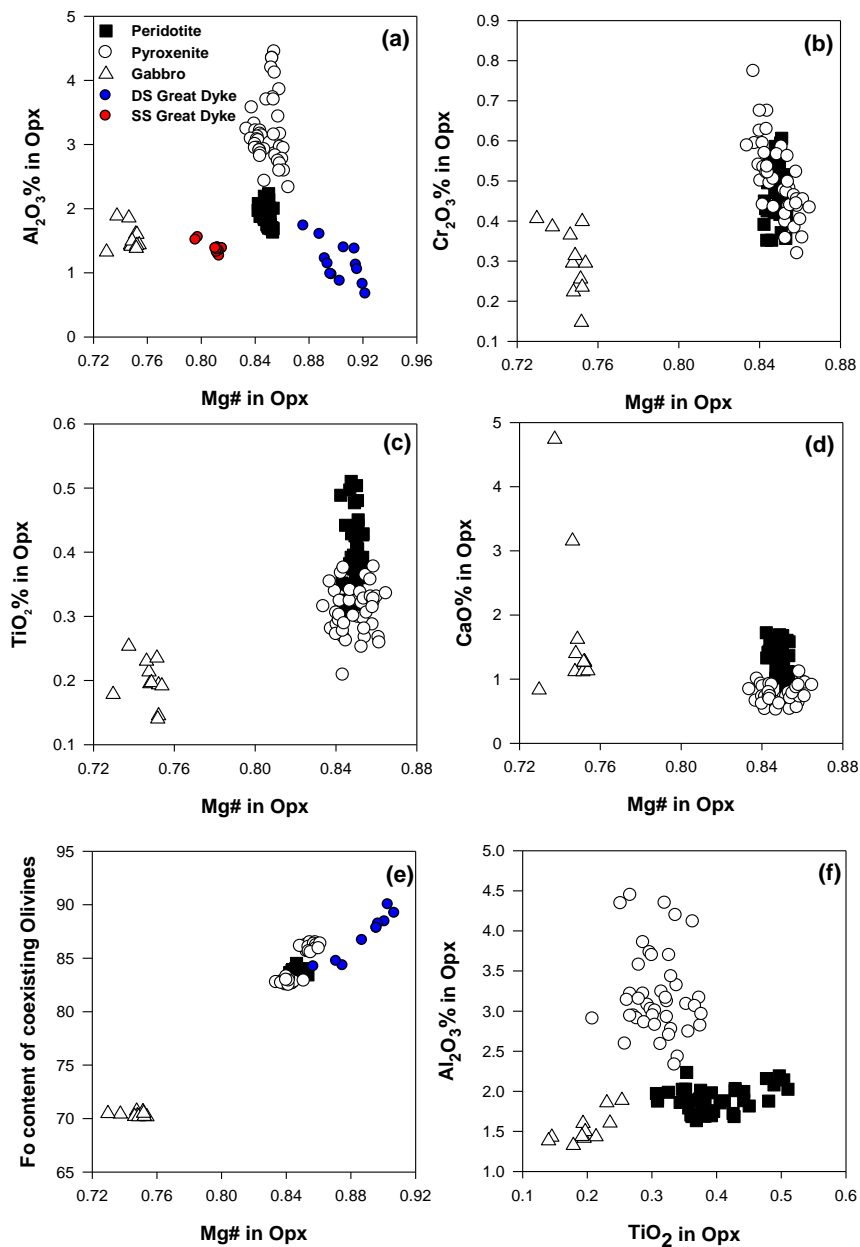 (a)
Peridotite
Pyroxenite
Gabbro
DS Great Dyke
SS Great Dyke
Al2O3% in Opx
5
4
3
2
1
0
0.72 0.76 0.80 0.84 0.88 0.92 0.96
Mg# in Opx
(b)
Cr2O3% in Opx
0.9
0.8
0.7
0.6
0.5
0.4
0.3
0.2
0.1
0.72 0.76 0.80 0.84 0.88
Mg# in Opx
(c)
TiO2% in Opx
0.6
0.5
0.4
0.3
0.2
0.1
0.72 0.76 0.80 0.84 0.88
Mg# in Opx
(d)
CaO% in Opx
5
4
3
2
1
0
0.72 0.76 0.80 0.84 0.88
Mg# in Opx
(e)
Fo content of coexisting Olivines
95
90
85
80
75
70
65
0.72 0.76 0.80 0.84 0.88 0.92
Mg# in Opx
(f)
Al2O3% in Opx
5.0
4.5
4.0
3.5
3.0
2.5
2.0
1.5
1.0
0.1 0.2 0.3 0.4 0.5 0.6
TiO2 in Opx